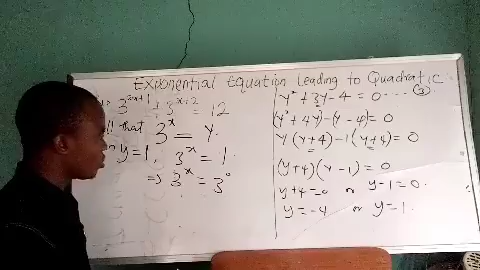 Exponential Equation Leading to Quadratic
3^(2x+1) + 3^(x+2) = 12
that 3^x = y
y=1, 3^x = 1
=> 3^x = 3^0
y² + 3y - 4 = 0 ---- (3)
(y² + 4y) - (y - 4) = 0
y (y+4) - 1 (y+4) = 0
(y+4) (y-1) = 0
y+4=0 or y-1=0.
y = -4 or y=1.